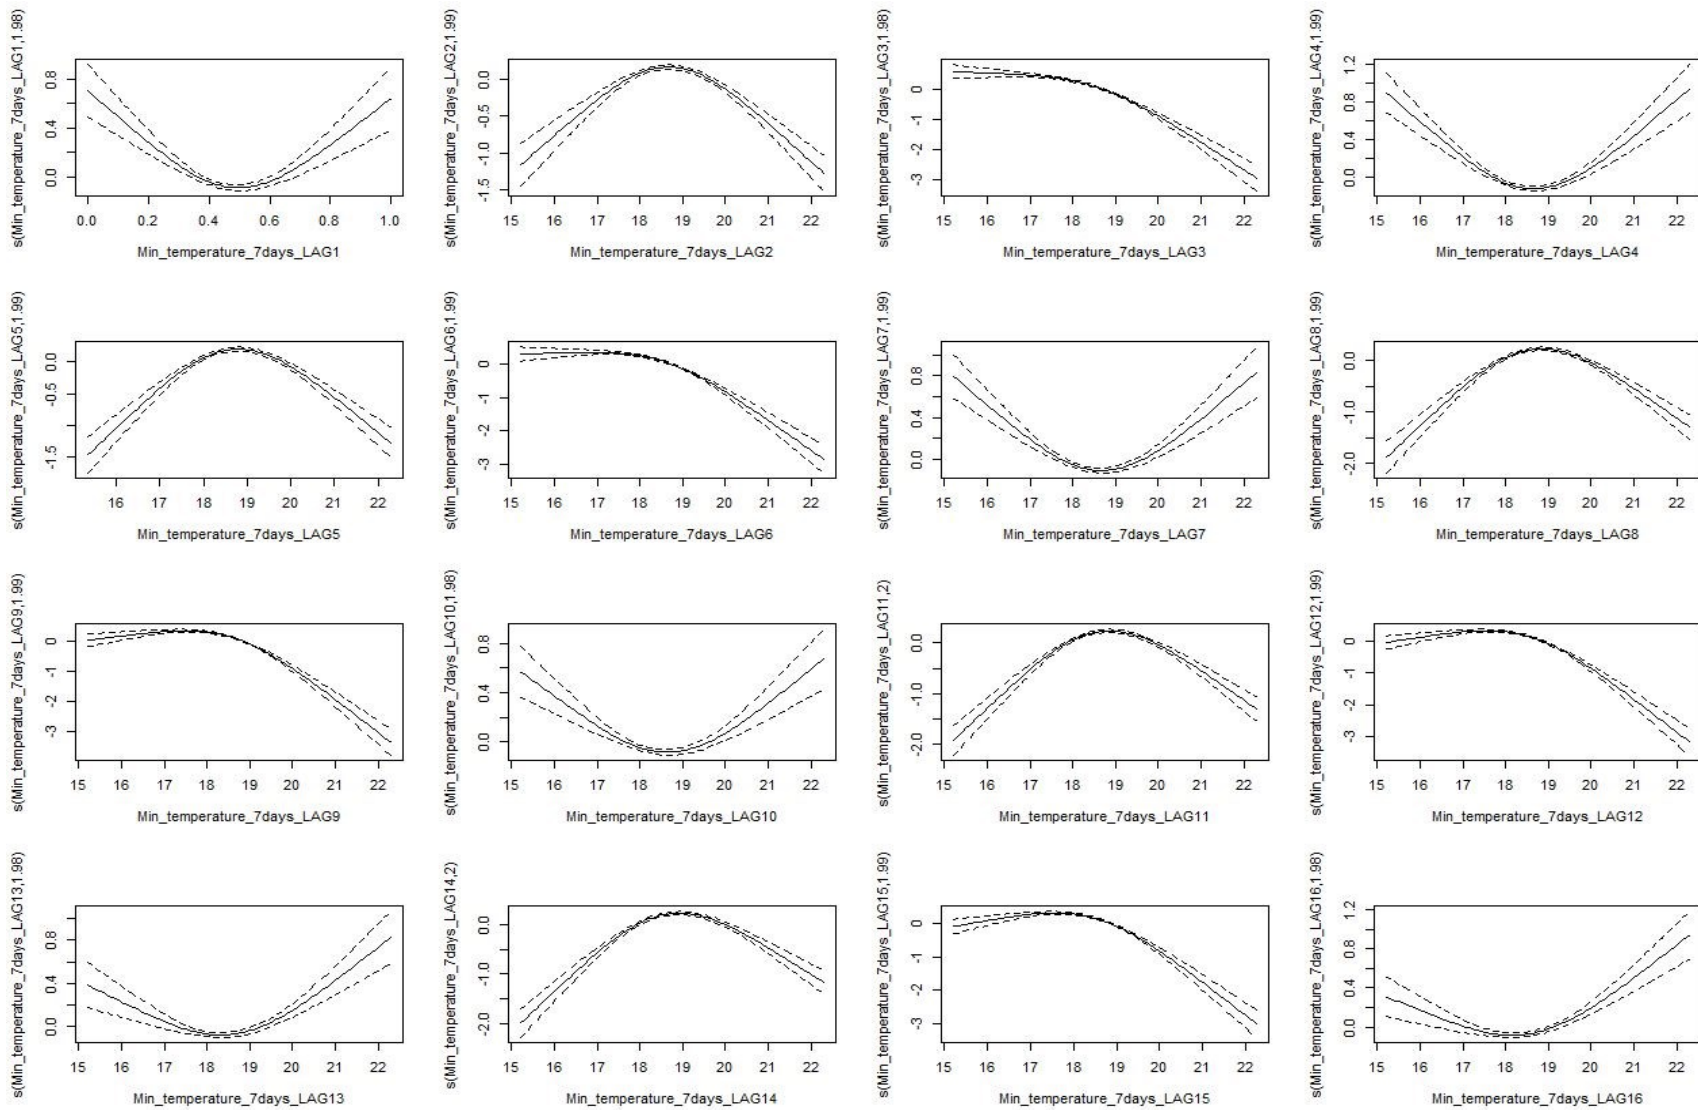 s(Min_temperature_7days_LAG1,1.98)
0.8
0.4
0.0
0.0 0.2 0.4 0.6 0.8 1.0
Min_temperature_7days_LAG1
s(Min_temperature_7days_LAG2,1.99)
0.0
-0.5
-1.0
-1.5
15 16 17 18 19 20 21 22
Min_temperature_7days_LAG2
s(Min_temperature_7days_LAG3,1.98)
0
-1
-2
-3
15 16 17 18 19 20 21 22
Min_temperature_7days_LAG3
s(Min_temperature_7days_LAG4,1.99)
1.2
0.8
0.4
0.0
15 16 17 18 19 20 21 22
Min_temperature_7days_LAG4
s(Min_temperature_7days_LAG5,1.99)
0.0
-0.5
-1.5
16 17 18 19 20 21 22
Min_temperature_7days_LAG5
s(Min_temperature_7days_LAG6,1.99)
0
-1
-2
-3
15 16 17 18 19 20 21 22
Min_temperature_7days_LAG6
s(Min_temperature_7days_LAG7,1.99)
0.8
0.4
0.0
15 16 17 18 19 20 21 22
Min_temperature_7days_LAG7
s(Min_temperature_7days_LAG8,1.99)
0.0
-1.0
-2.0
15 16 17 18 19 20 21 22
Min_temperature_7days_LAG8
s(Min_temperature_7days_LAG9,1.99)
0
-1
-2
-3
15 16 17 18 19 20 21 22
Min_temperature_7days_LAG9
s(Min_temperature_7days_LAG10,1.98)
0.8
0.4
0.0
15 16 17 18 19 20 21 22
Min_temperature_7days_LAG10
s(Min_temperature_7days_LAG11,2)
0.0
-1.0
-2.0
15 16 17 18 19 20 21 22
Min_temperature_7days_LAG11
s(Min_temperature_7days_LAG12,1.99)
0
-1
-2
-3
15 16 17 18 19 20 21 22
Min_temperature_7days_LAG12
s(Min_temperature_7days_LAG13,1.98)
0.8
0.4
0.0
15 16 17 18 19 20 21 22
Min_temperature_7days_LAG13
s(Min_temperature_7days_LAG14,2)
0.0
-1.0
-2.0
15 16 17 18 19 20 21 22
Min_temperature_7days_LAG14
s(Min_temperature_7days_LAG15,1.99)
0
-1
-2
-3
15 16 17 18 19 20 21 22
Min_temperature_7days_LAG15
s(Min_temperature_7days_LAG16,1.98)
1.2
0.8
0.4
0.0
15 16 17 18 19 20 21 22
Min_temperature_7days_LAG16